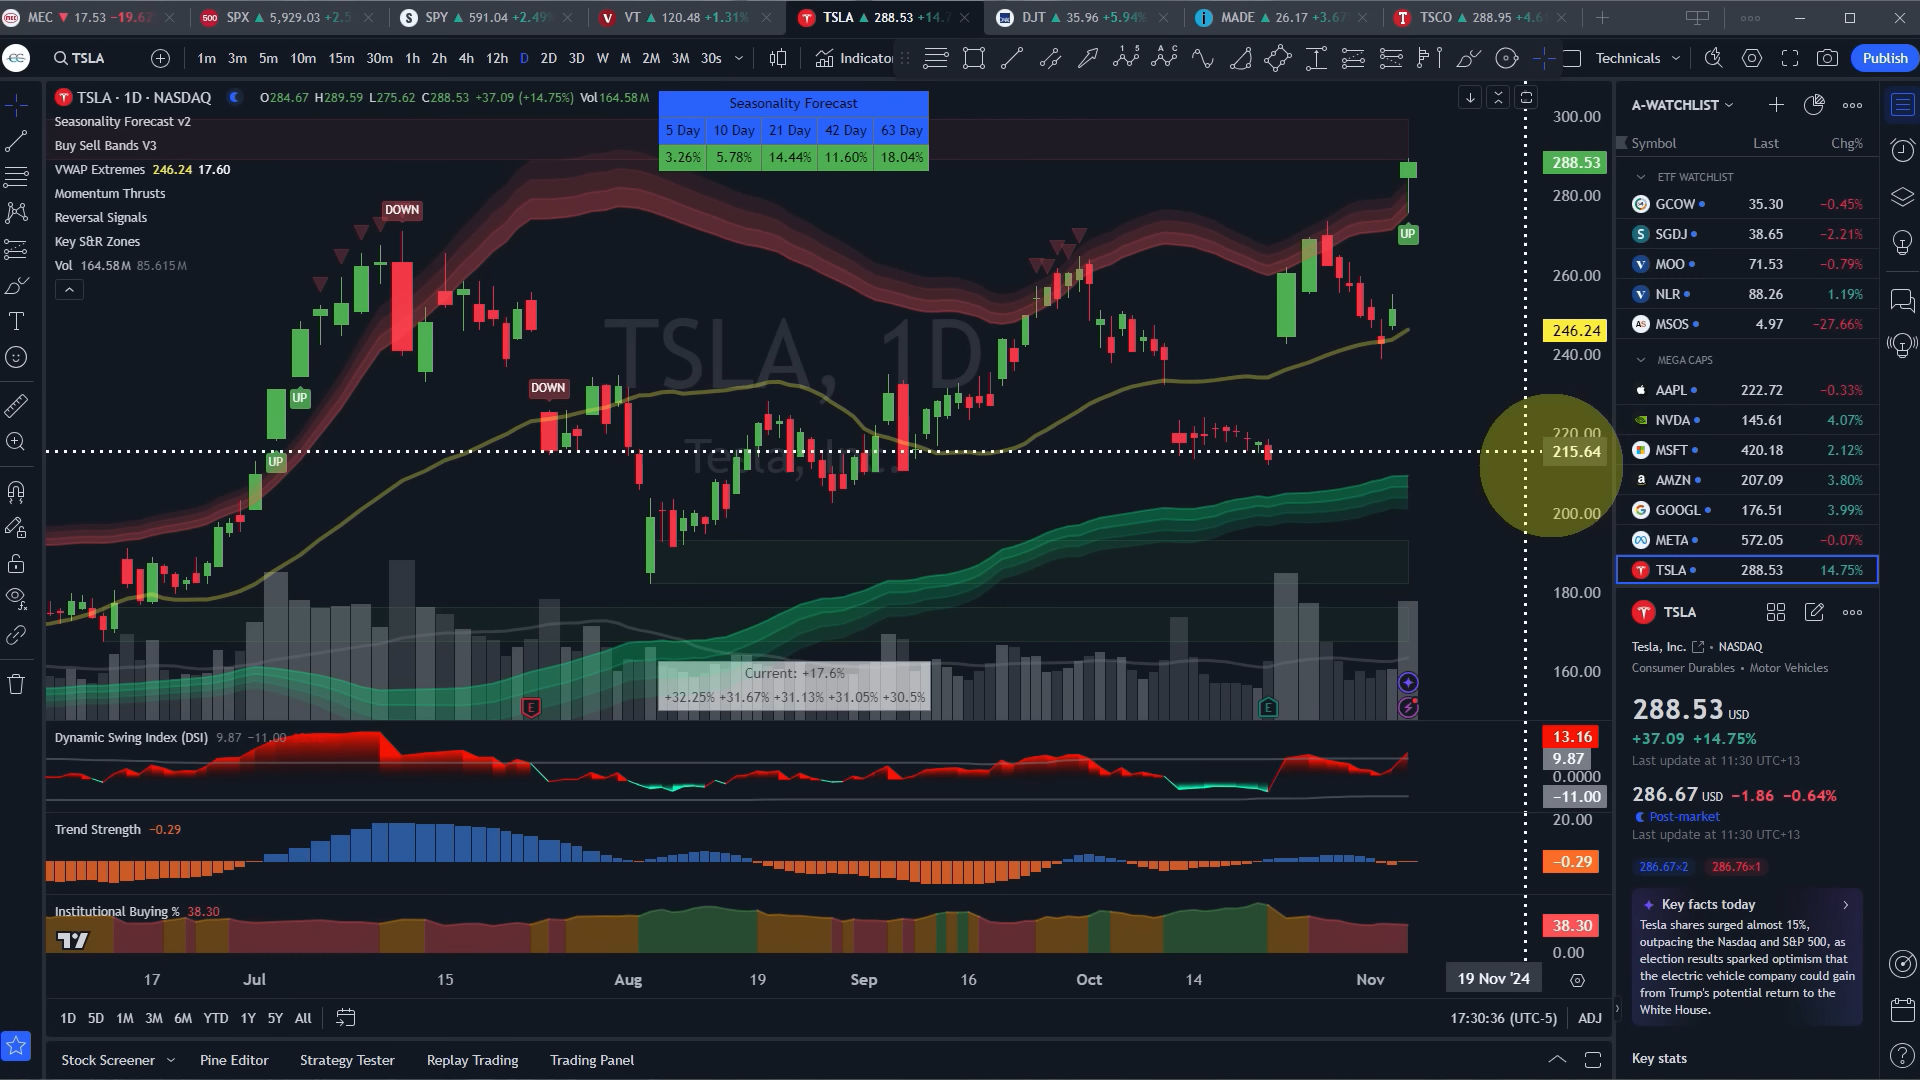 MEC ▼ 17.53 −19.62
500 SPX ▲ 5,929.03 +2.5
SPY ▲ 591.04 +2.49%
VT ▲ 120.48 +1.31%
TSLA ▲ 288.53 +14.7
DJT ▲ 35.96 +5.94%
MADE ▲ 26.17 +3.67
TSCO ▲ 288.95 +4.6
TSLA
1m 3m 5m 10m 15m 30m 1h 2h 4h 12h D 2D 3D W M 2M 3M 30s
Indicator
Technicals
Publish
TSLA · 1D · NASDAQ
O284.67 H289.59 L275.62 C288.53 +37.09 (+14.75%) Vol164.58M
Seasonality Forecast v2
Buy Sell Bands V3
VWAP Extremes 246.24 17.60
Momentum Thrusts
Reversal Signals
Key S&R Zones
Vol 164.58M 85.615M
Seasonality Forecast
5 Day 10 Day 21 Day 42 Day 63 Day
3.26% 5.78% 14.44% 11.60% 18.04%
DOWN
UP
UP
DOWN
UP
TSLA, 1D
Tesla, Inc.
300.00
288.53
280.00
260.00
246.24
240.00
220.00
215.64
200.00
180.00
160.00
Current: +17.6%
+32.25% +31.67% +31.13% +31.05% +30.5%
E
E
Dynamic Swing Index (DSI) 9.87 −11.00
13.16
9.87
0.0000
−11.00
Trend Strength −0.29
20.00
−0.29
Institutional Buying % 38.30
38.30
0.00
17 Jul 15 Aug 19 Sep 16 Oct 14 Nov 19 Nov '24
1D 5D 1M 3M 6M YTD 1Y 5Y All
17:30:36 (UTC-5) ADJ
Stock Screener Pine Editor Strategy Tester Replay Trading Trading Panel
A-WATCHLIST
Symbol Last Chg%
ETF WATCHLIST
GCOW 35.30 −0.45%
SGDJ 38.65 −2.21%
MOO 71.53 −0.79%
NLR 88.26 1.19%
MSOS 4.97 −27.66%
MEGA CAPS
AAPL 222.72 −0.33%
NVDA 145.61 4.07%
MSFT 420.18 2.12%
AMZN 207.09 3.80%
GOOGL 176.51 3.99%
META 572.05 −0.07%
TSLA 288.53 14.75%
TSLA
Tesla, Inc. • NASDAQ
Consumer Durables • Motor Vehicles
288.53 USD
+37.09 +14.75%
Last update at 11:30 UTC+13
286.67 USD −1.86 −0.64%
Post-market
Last update at 11:30 UTC+13
286.67×2 286.76×1
Key facts today
Tesla shares surged almost 15%,
outpacing the Nasdaq and S&P 500, as
election results sparked optimism that
the electric vehicle company could gain
from Trump's potential return to the
White House.
Key stats